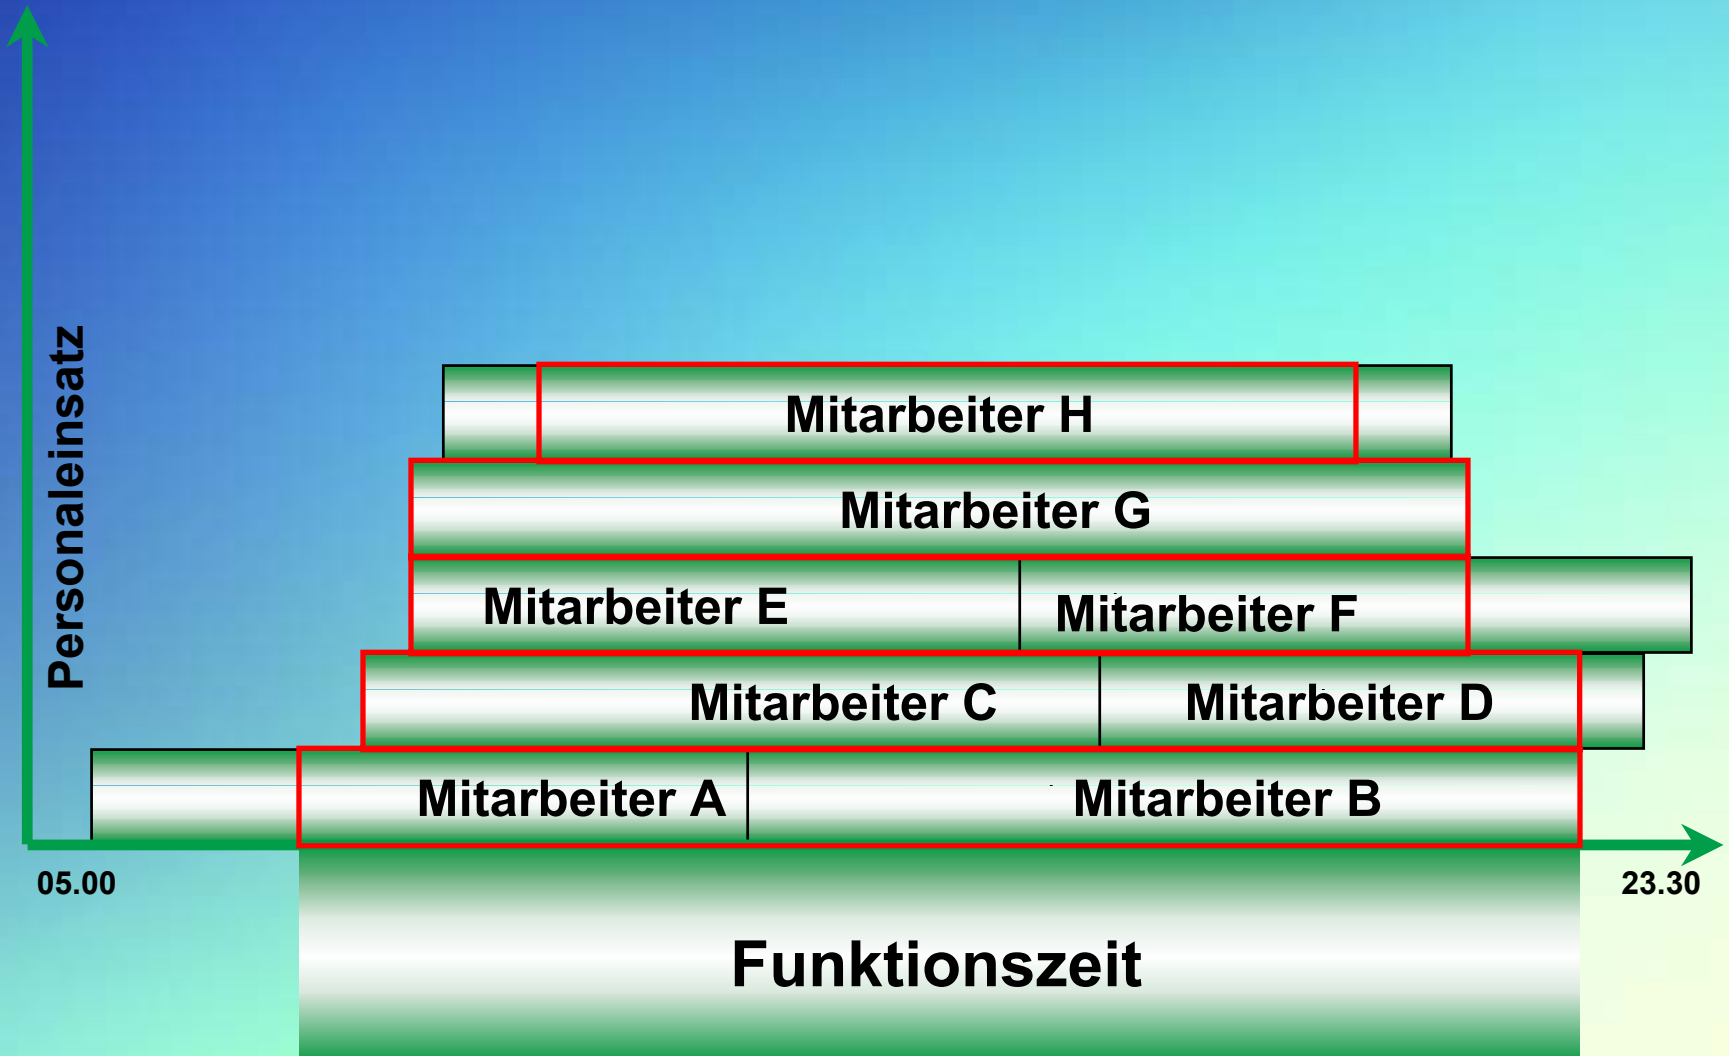 Personaleinsatz
Mitarbeiter H
Mitarbeiter G
Mitarbeiter E
Mitarbeiter F
Mitarbeiter C
Mitarbeiter D
Mitarbeiter A
Mitarbeiter B
05.00
23.30
Funktionszeit